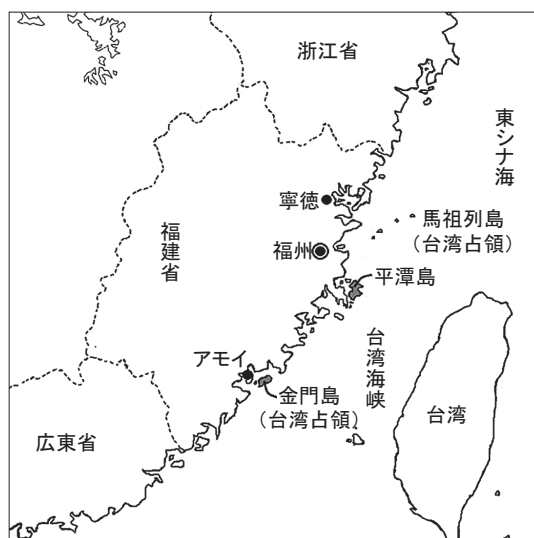 浙江省
東シナ海
寧徳
馬祖列島
（台湾占領）
福建省
福州
平潭島
台湾海峡
アモイ
金門島
（台湾占領）
台湾
広東省